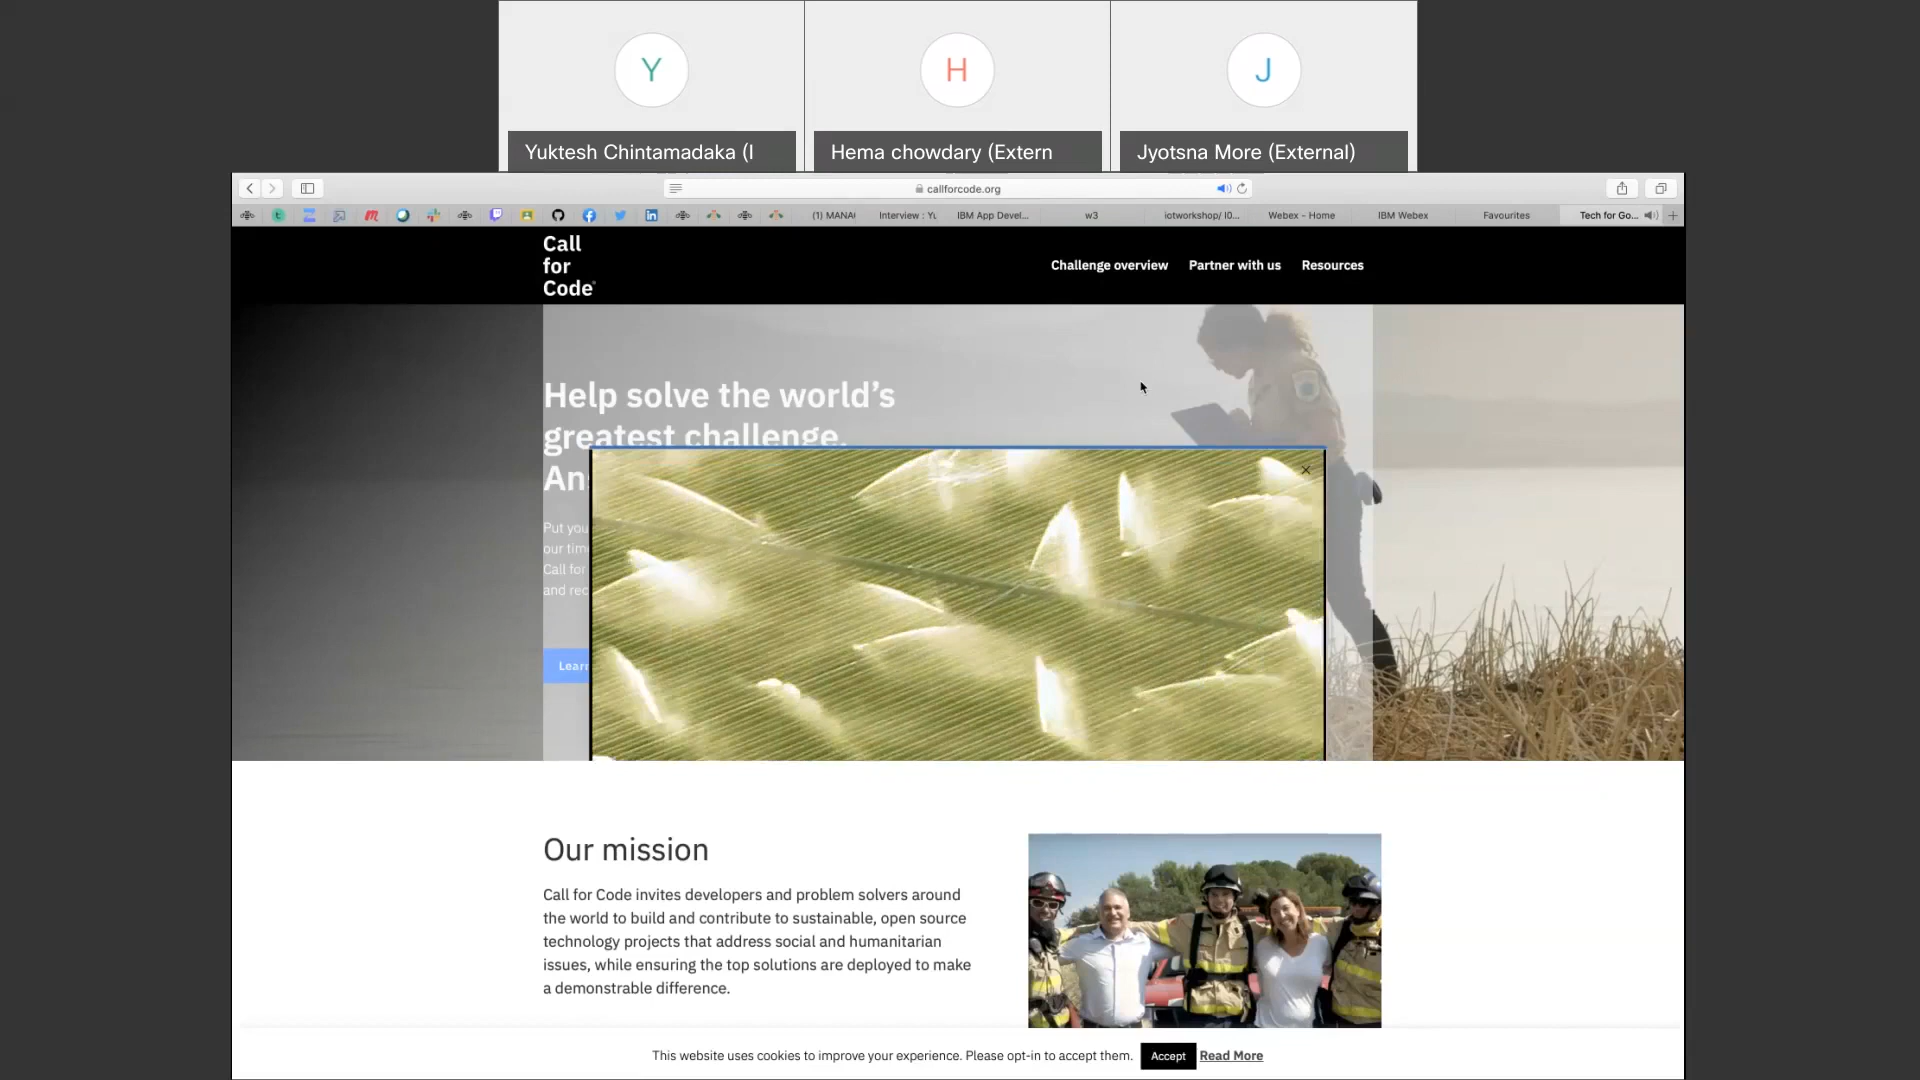 Y
H
J
Yuktesh Chintamadaka (I
Hema chowdary (Extern
Jyotsna More (External)
callforcode.org
(1) MANA
Interview : Yu
IBM App Devel...
w3
iotworkshop/ I0...
Webex - Home
IBM Webex
Favourites
Tech for Go...
Call
for
Code
Challenge overview
Partner with us
Resources
Help solve the world's
greatest challenge.
An
Put you
our tim
Call for
and rec
Learn
Our mission
Call for Code invites developers and problem solvers around
the world to build and contribute to sustainable, open source
technology projects that address social and humanitarian
issues, while ensuring the top solutions are deployed to make
a demonstrable difference.
This website uses cookies to improve your experience. Please opt-in to accept them.
Accept
Read More